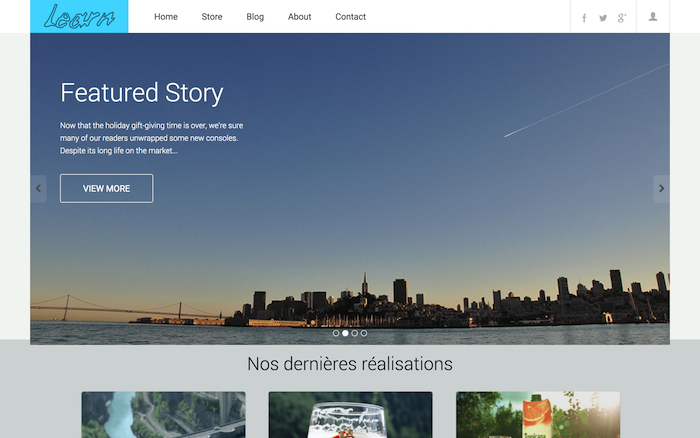 Learn
Home Store Blog About Contact
Featured Story
Now that the holiday gift-giving time is over, we're sure
many of our readers unwrapped some new consoles.
Despite its long life on the market...
VIEW MORE
Nos dernières réalisations
Tropicana